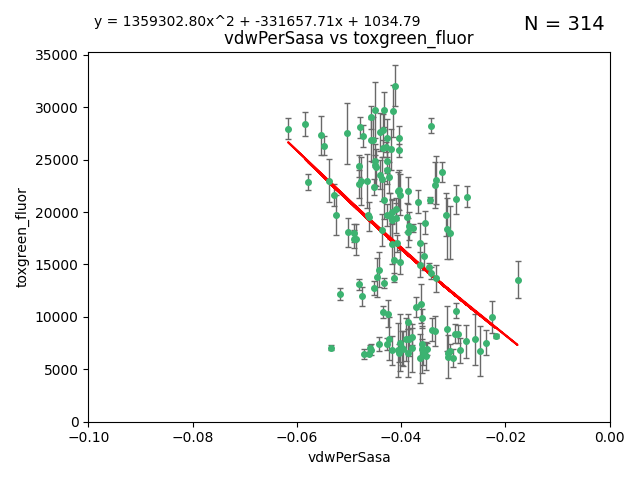 y = 1359302.80x^2 + -331657.71x + 1034.79
N = 314
vdwPerSasa vs toxgreen_fluor
35000
30000
25000
20000
15000
10000
5000
0
toxgreen_fluor
−0.10 −0.08 −0.06 −0.04 −0.02 0.00
vdwPerSasa